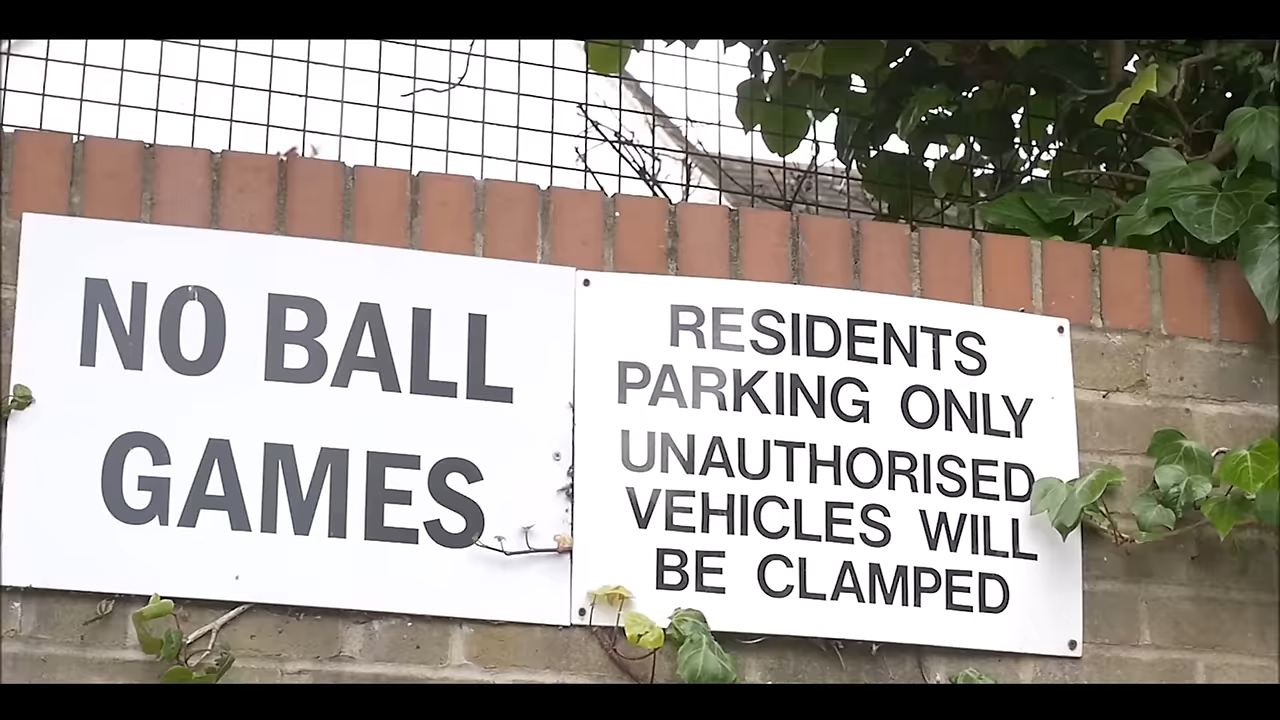 NO BALL
GAMES
RESIDENTS
PARKING ONLY
UNAUTHORISED
VEHICLES WILL
BE CLAMPED